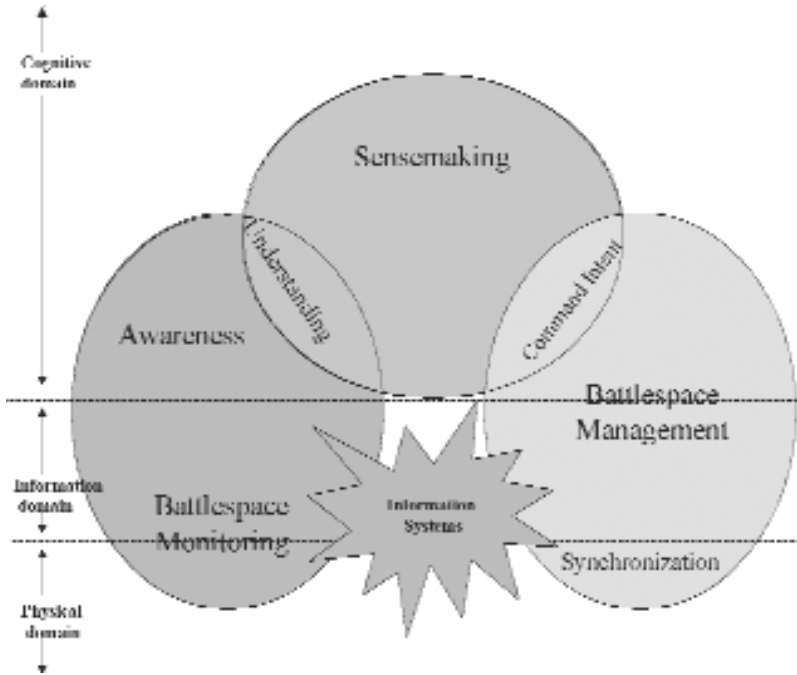 Cognitive
domain
Sensemaking
Understanding
Command Intent
Awareness
Battlespace
Management
Information
domain
Battlespace
Monitoring
Information
Systems
Synchronization
Physical
domain